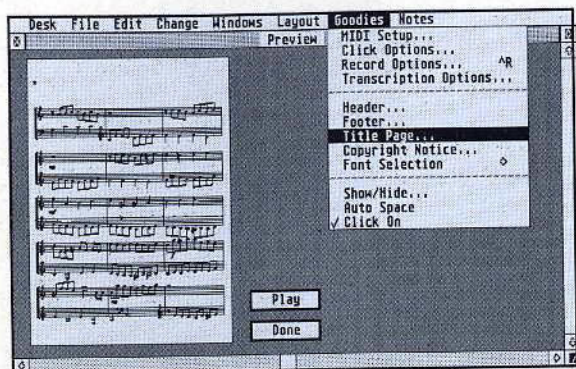 Desk File Edit Change Windows Layout Goodies Notes
Preview
MIDI Setup...
Click Options...
Record Options... ^R
Transcription Options...
Header...
Footer...
Title Page...
Copyright Notice...
Font Selection
Show/Hide...
Auto Space
✓ Click On
Play
Done